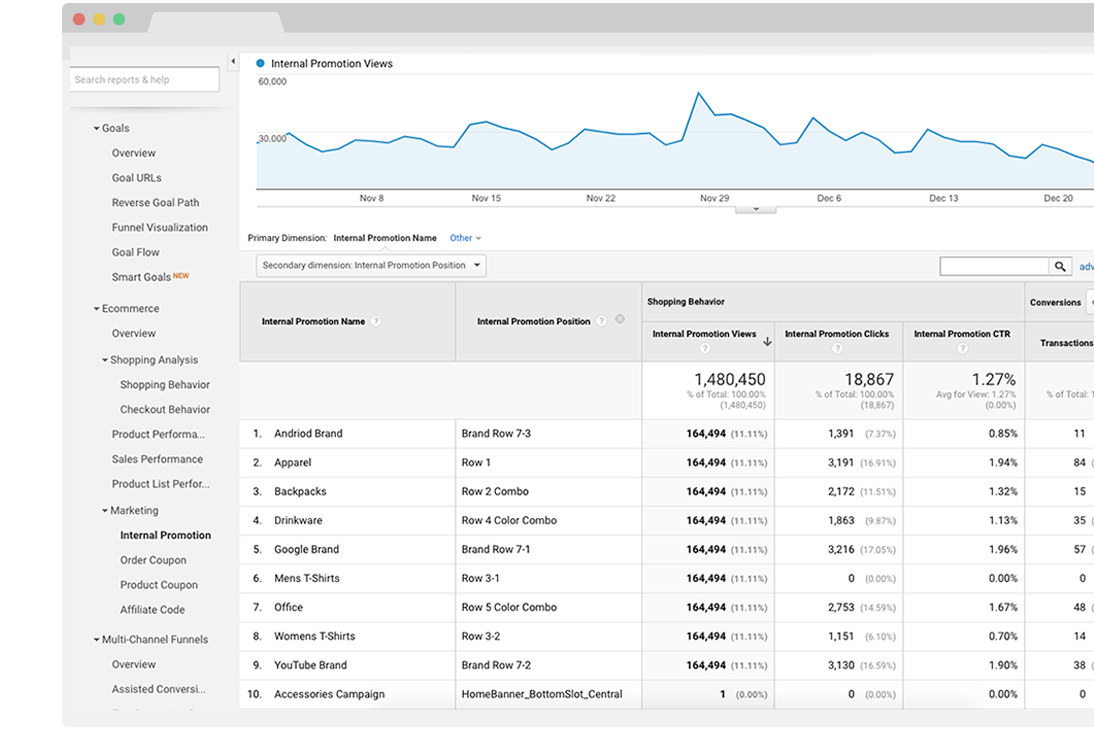 Search reports & help
Goals
Overview
Goal URLs
Reverse Goal Path
Funnel Visualization
Goal Flow
Smart Goals NEW
Ecommerce
Overview
Shopping Analysis
Shopping Behavior
Checkout Behavior
Product Performa...
Sales Performance
Product List Perfor...
Marketing
Internal Promotion
Order Coupon
Product Coupon
Affiliate Code
Multi-Channel Funnels
Overview
Assisted Conversi...
Internal Promotion Views
60,000
30,000
Nov 8 Nov 15 Nov 22 Nov 29 Dec 6 Dec 13 Dec 20
Primary Dimension: Internal Promotion Name Other
Secondary dimension: Internal Promotion Position
adv
Internal Promotion Name ? Internal Promotion Position ? Shopping Behavior Conversions
Internal Promotion Views ? Internal Promotion Clicks ? Internal Promotion CTR ? Transactions
1,480,450 18,867 1.27%
% of Total: 100.00% % of Total: 100.00% Avg for View: 1.27% % of Total: 1
(1,480,450) (18,867) (0.00%)
1. Andriod Brand Brand Row 7-3 164,494 (11.11%) 1,391 (7.37%) 0.85% 11
2. Apparel Row 1 164,494 (11.11%) 3,191 (16.91%) 1.94% 84 (
3. Backpacks Row 2 Combo 164,494 (11.11%) 2,172 (11.51%) 1.32% 15
4. Drinkware Row 4 Color Combo 164,494 (11.11%) 1,863 (9.87%) 1.13% 35 (
5. Google Brand Brand Row 7-1 164,494 (11.11%) 3,216 (17.05%) 1.96% 57 (
6. Mens T-Shirts Row 3-1 164,494 (11.11%) 0 (0.00%) 0.00% 0
7. Office Row 5 Color Combo 164,494 (11.11%) 2,753 (14.59%) 1.67% 48 (
8. Womens T-Shirts Row 3-2 164,494 (11.11%) 1,151 (6.10%) 0.70% 14
9. YouTube Brand Brand Row 7-2 164,494 (11.11%) 3,130 (16.59%) 1.90% 38 (
10. Accessories Campaign HomeBanner_BottomSlot_Central 1 (0.00%) 0 (0.00%) 0.00% 0